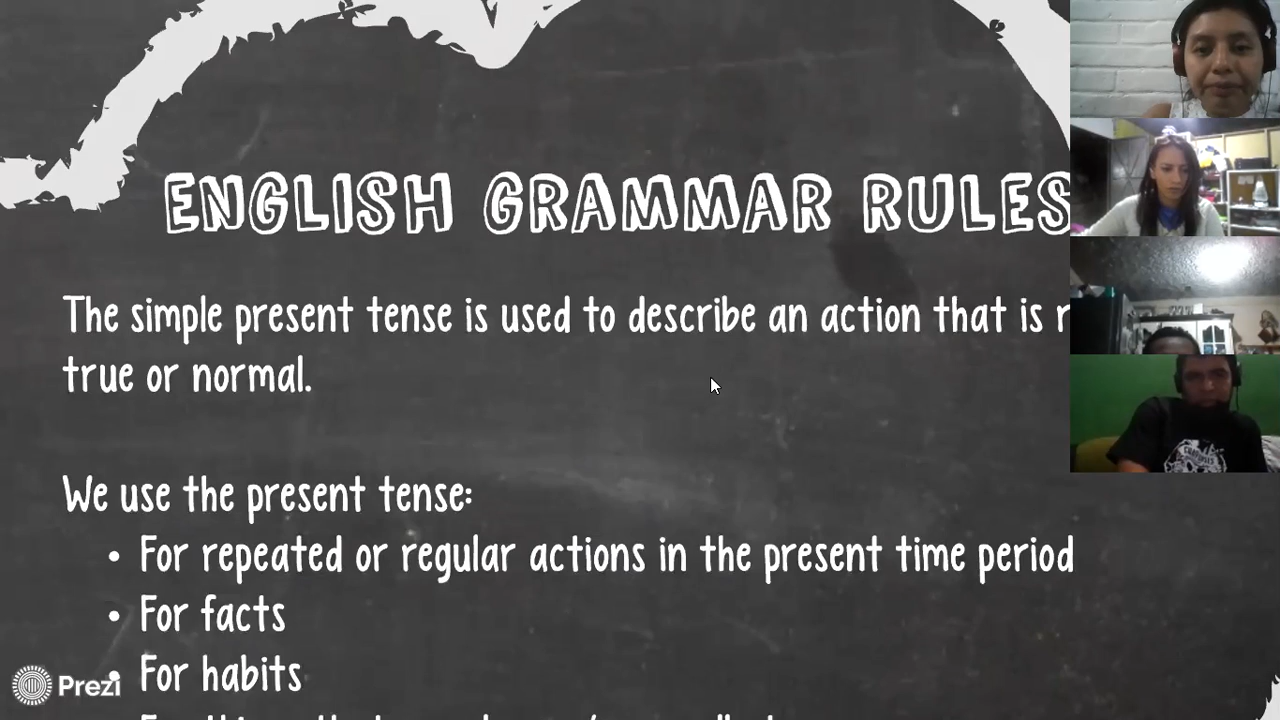 ENGLISH GRAMMAR RULES
The simple present tense is used to describe an action that is
true or normal.
We use the present tense:
• For repeated or regular actions in the present time period
• For facts
• For habits
Prezi